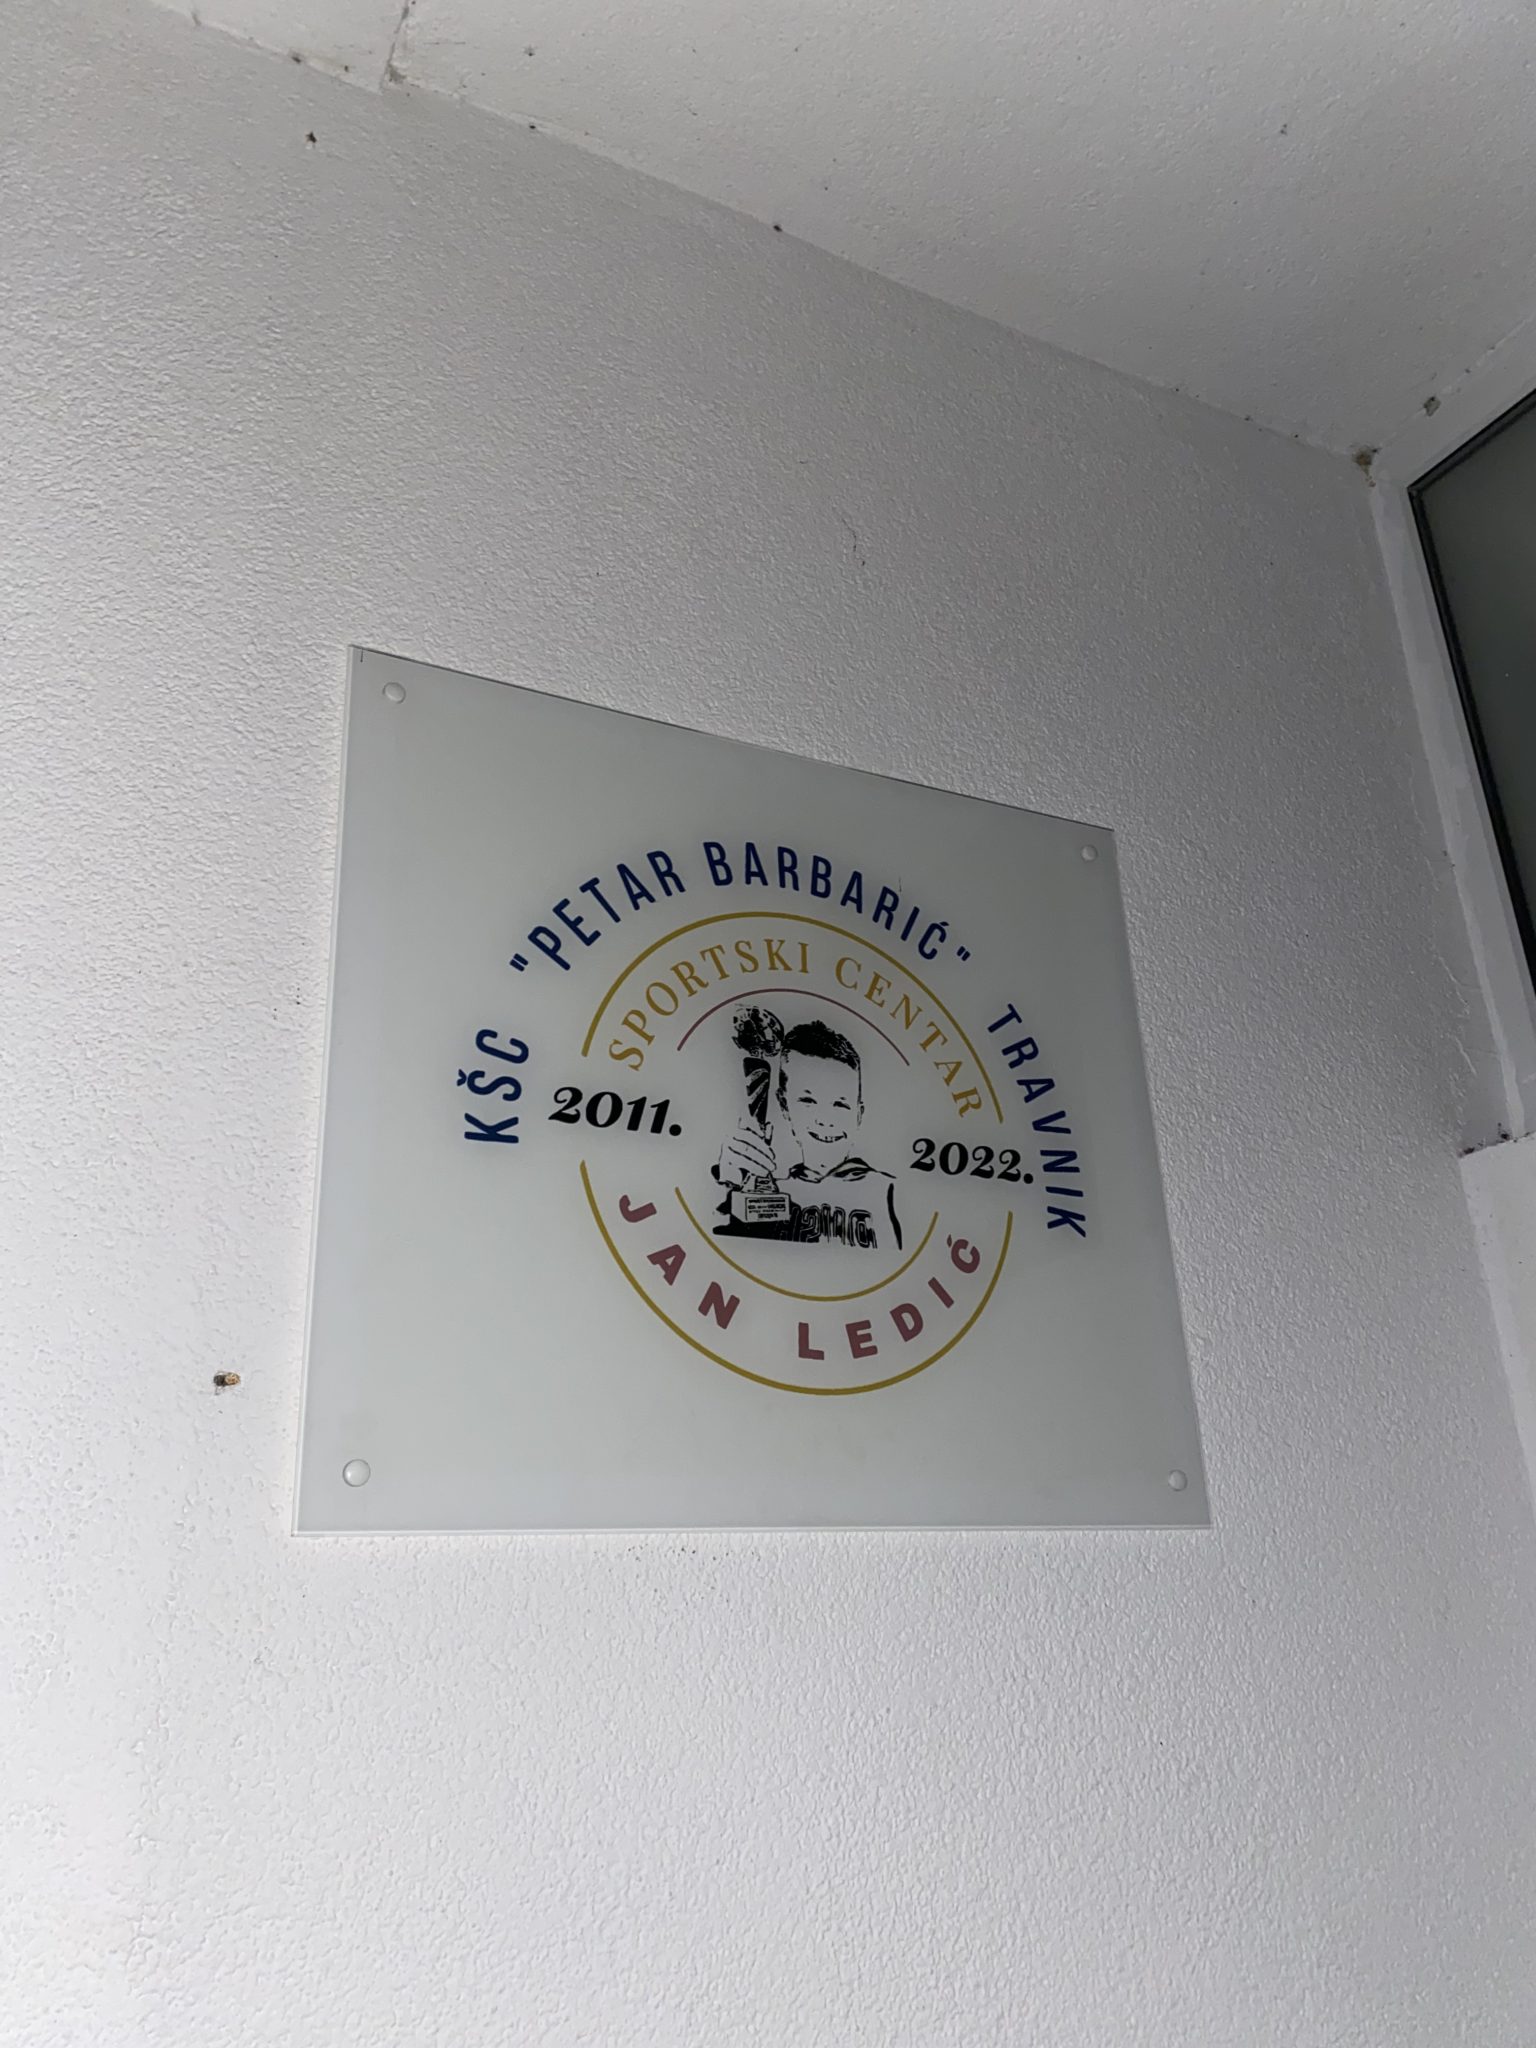 KŠC "PETAR BARBARIĆ" TRAVNIK
SPORTSKI CENTAR
2011.
2022.
JAN LEDIĆ